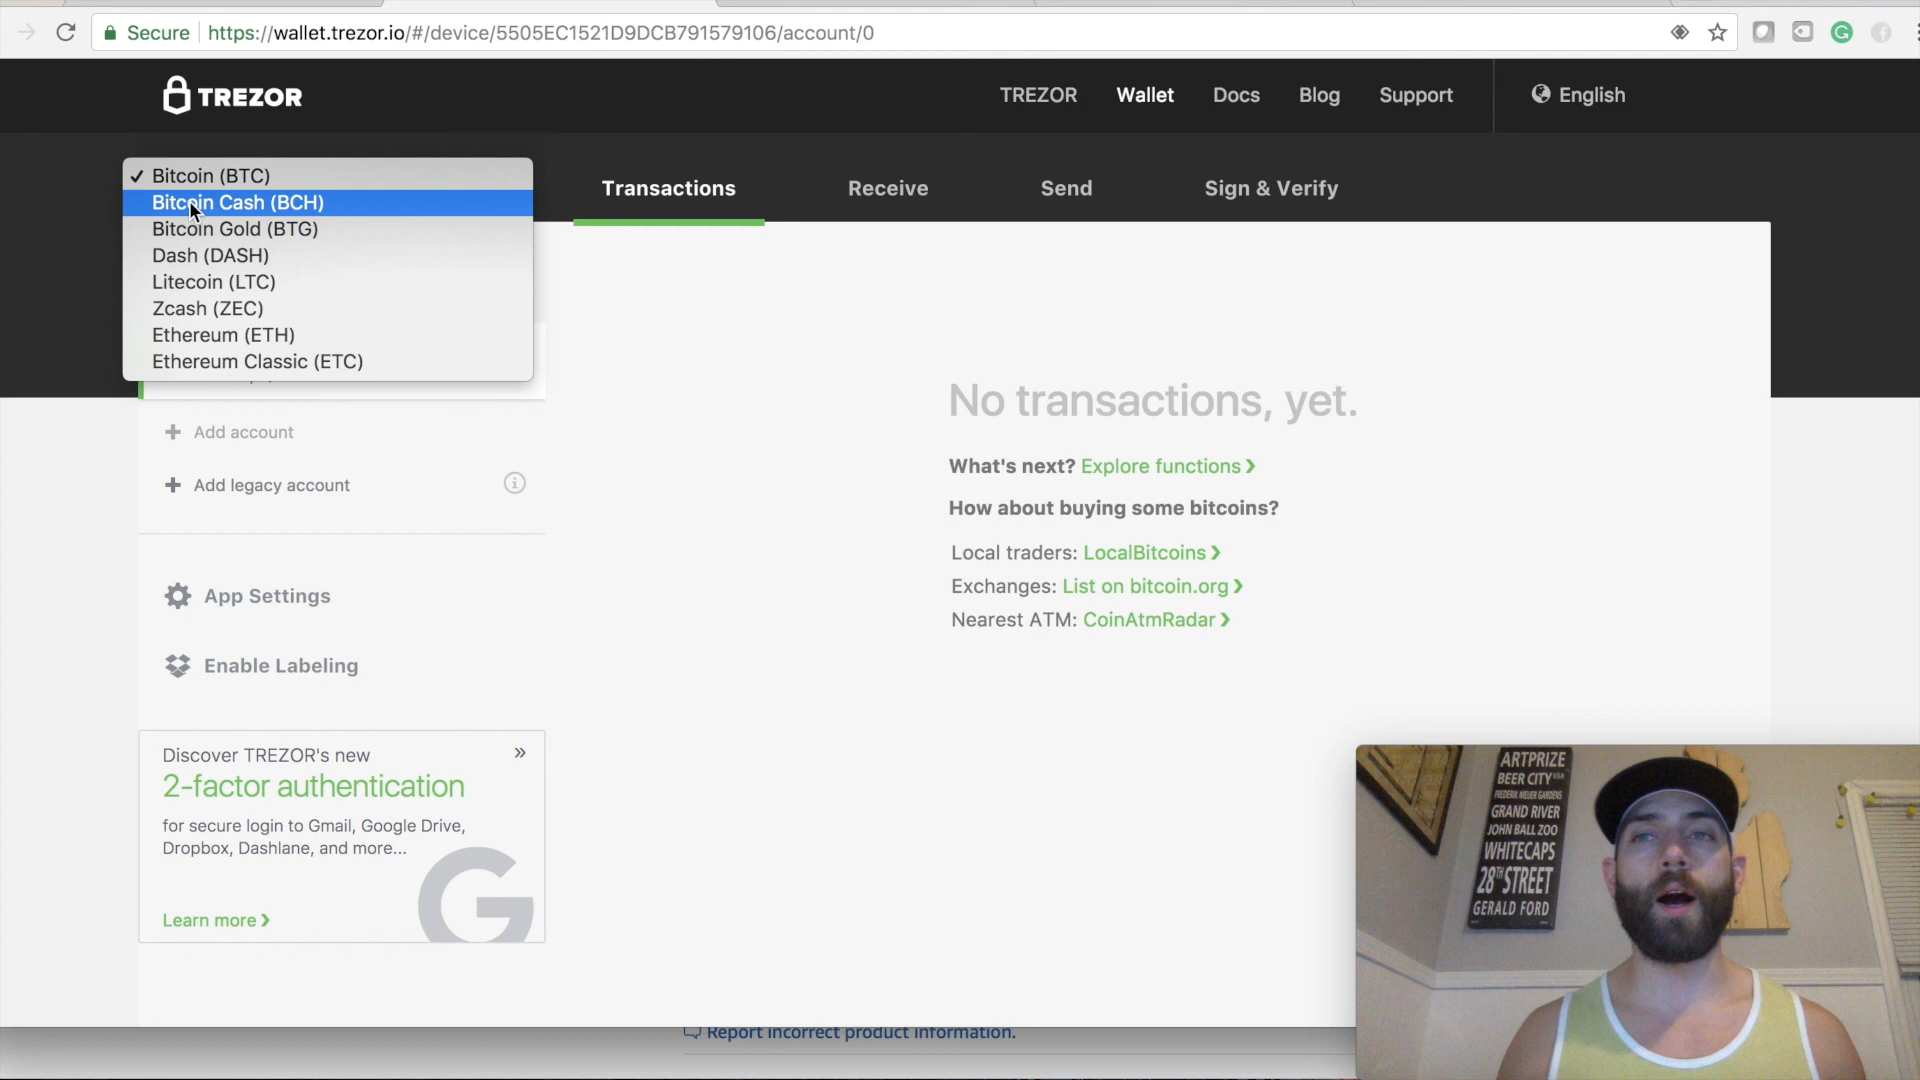 Secure https://wallet.trezor.io/#/device/5505EC1521D9DCB791579106/account/0
TREZOR
TREZOR Wallet Docs Blog Support English
✓ Bitcoin (BTC)
Bitcoin Cash (BCH)
Bitcoin Gold (BTG)
Dash (DASH)
Litecoin (LTC)
Zcash (ZEC)
Ethereum (ETH)
Ethereum Classic (ETC)
Transactions Receive Send Sign & Verify
+ Add account
+ Add legacy account
App Settings
Enable Labeling
Discover TREZOR's new »
2-factor authentication
for secure login to Gmail, Google Drive,
Dropbox, Dashlane, and more...
G
Learn more ❯
No transactions, yet.
What's next? Explore functions ❯
How about buying some bitcoins?
Local traders: LocalBitcoins ❯
Exchanges: List on bitcoin.org ❯
Nearest ATM: CoinAtmRadar ❯
Report incorrect product information.
ARTPRIZE
BEER CITY USA
FREDERIK MEIJER GARDENS
GRAND RIVER
JOHN BALL ZOO
WHITECAPS
28TH STREET
GERALD FORD